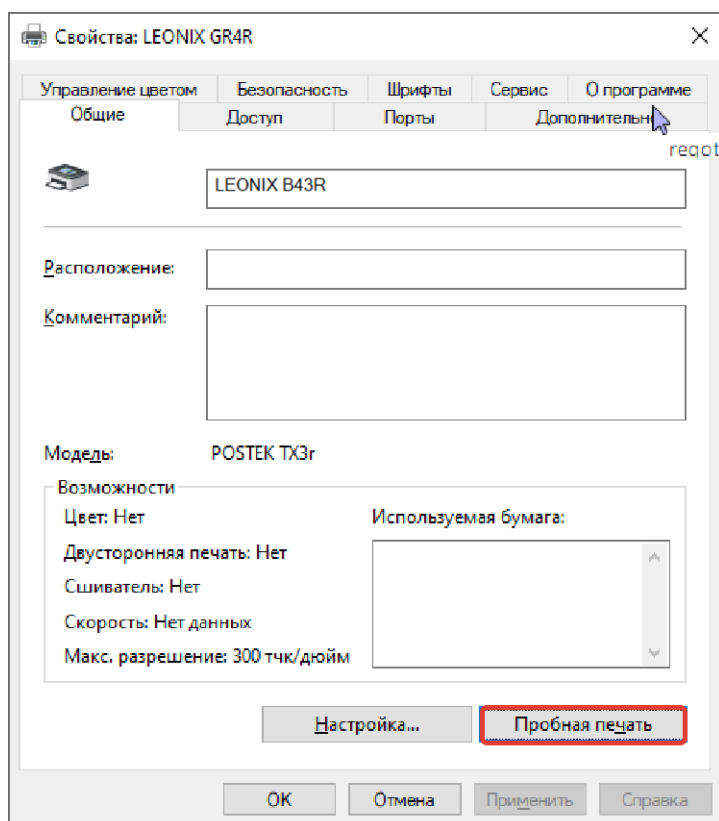 Свойства: LEONIX GR4R
Управление цветом Безопасность Шрифты Сервис О программе
Общие Доступ Порты Дополнительно
reqot
LEONIX B43R
Расположение:
Комментарий:
Модель: POSTEK TX3r
Возможности
Цвет: Нет Используемая бумага:
Двусторонняя печать: Нет
Сшиватель: Нет
Скорость: Нет данных
Макс. разрешение: 300 тчк/дюйм
Настройка... Пробная печать
OK Отмена Применить Справка